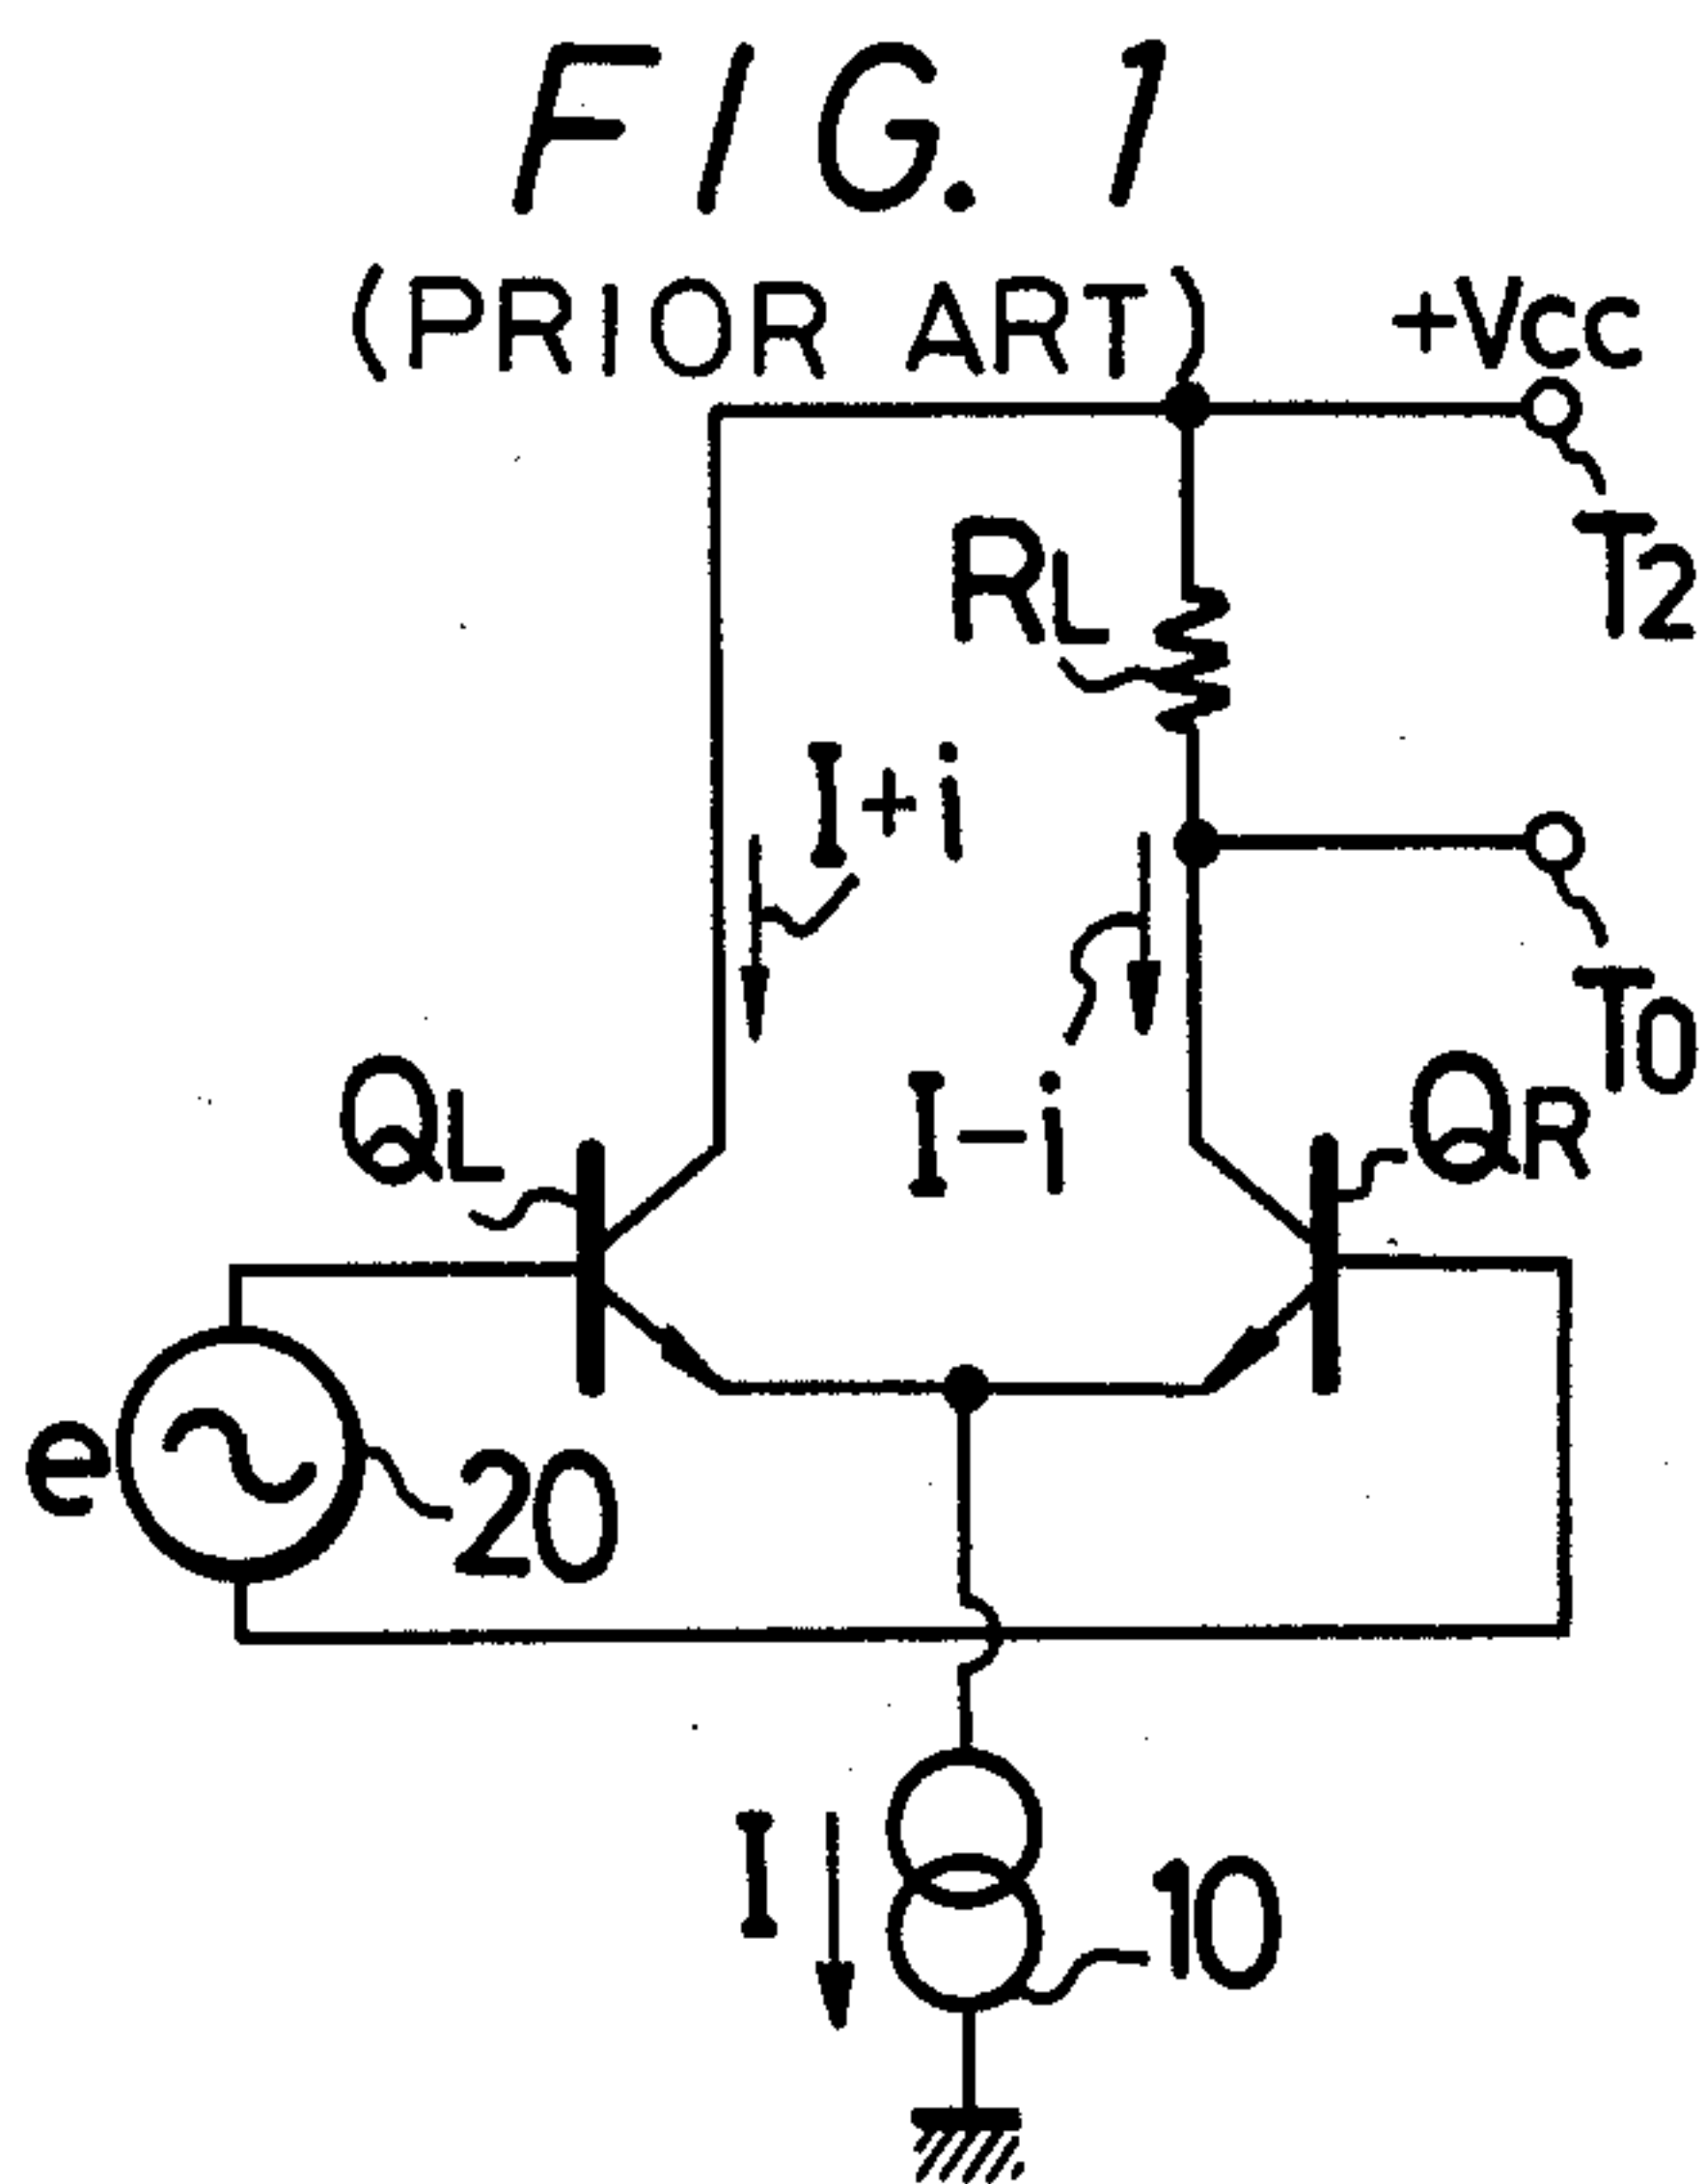 FIG. 1
(PRIOR ART)
+VCC
T2
RL
I+i
T0
QL
I-i
QR
e
20
I
10